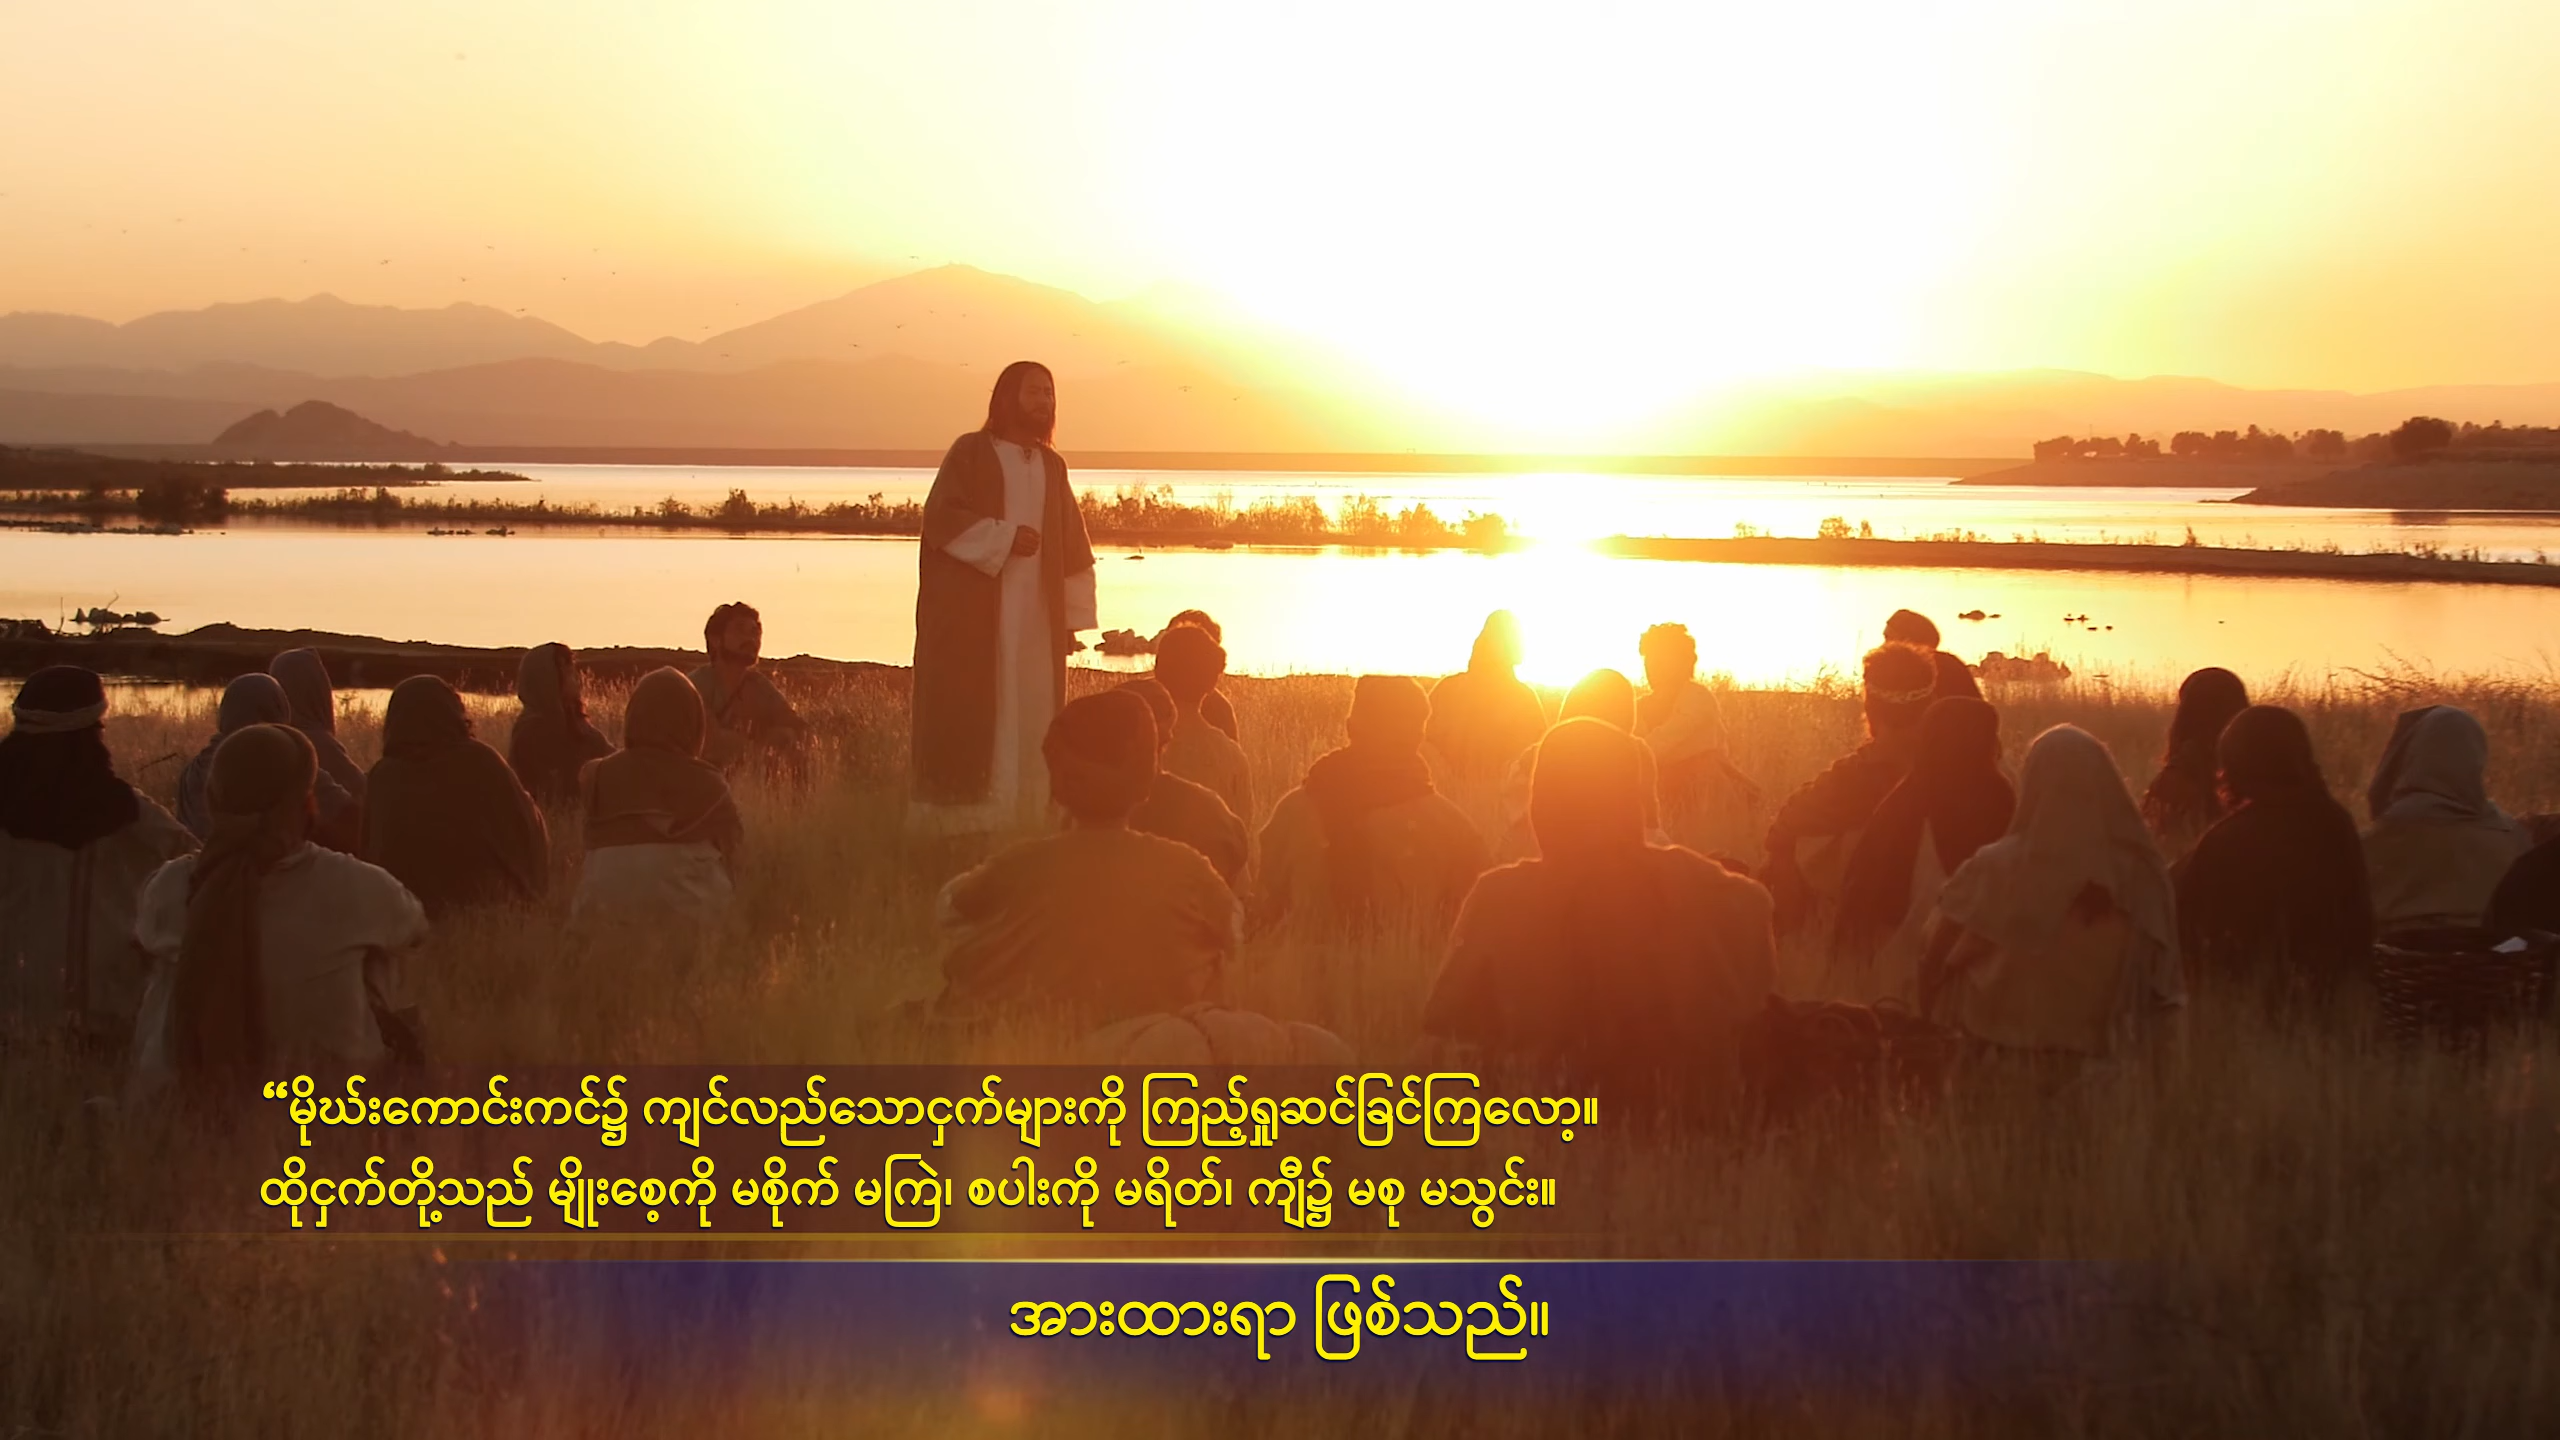 “မိုဃ်းကောင်းကင်၌ ကျင်လည်သောငှက်များကို ကြည့်ရှုဆင်ခြင်ကြလော့။
ထိုငှက်တို့သည် မျိုးစေ့ကို မစိုက် မကြဲ၊ စပါးကို မရိတ်၊ ကျီ၌ မစု မသွင်း။
အားထားရာ ဖြစ်သည်။